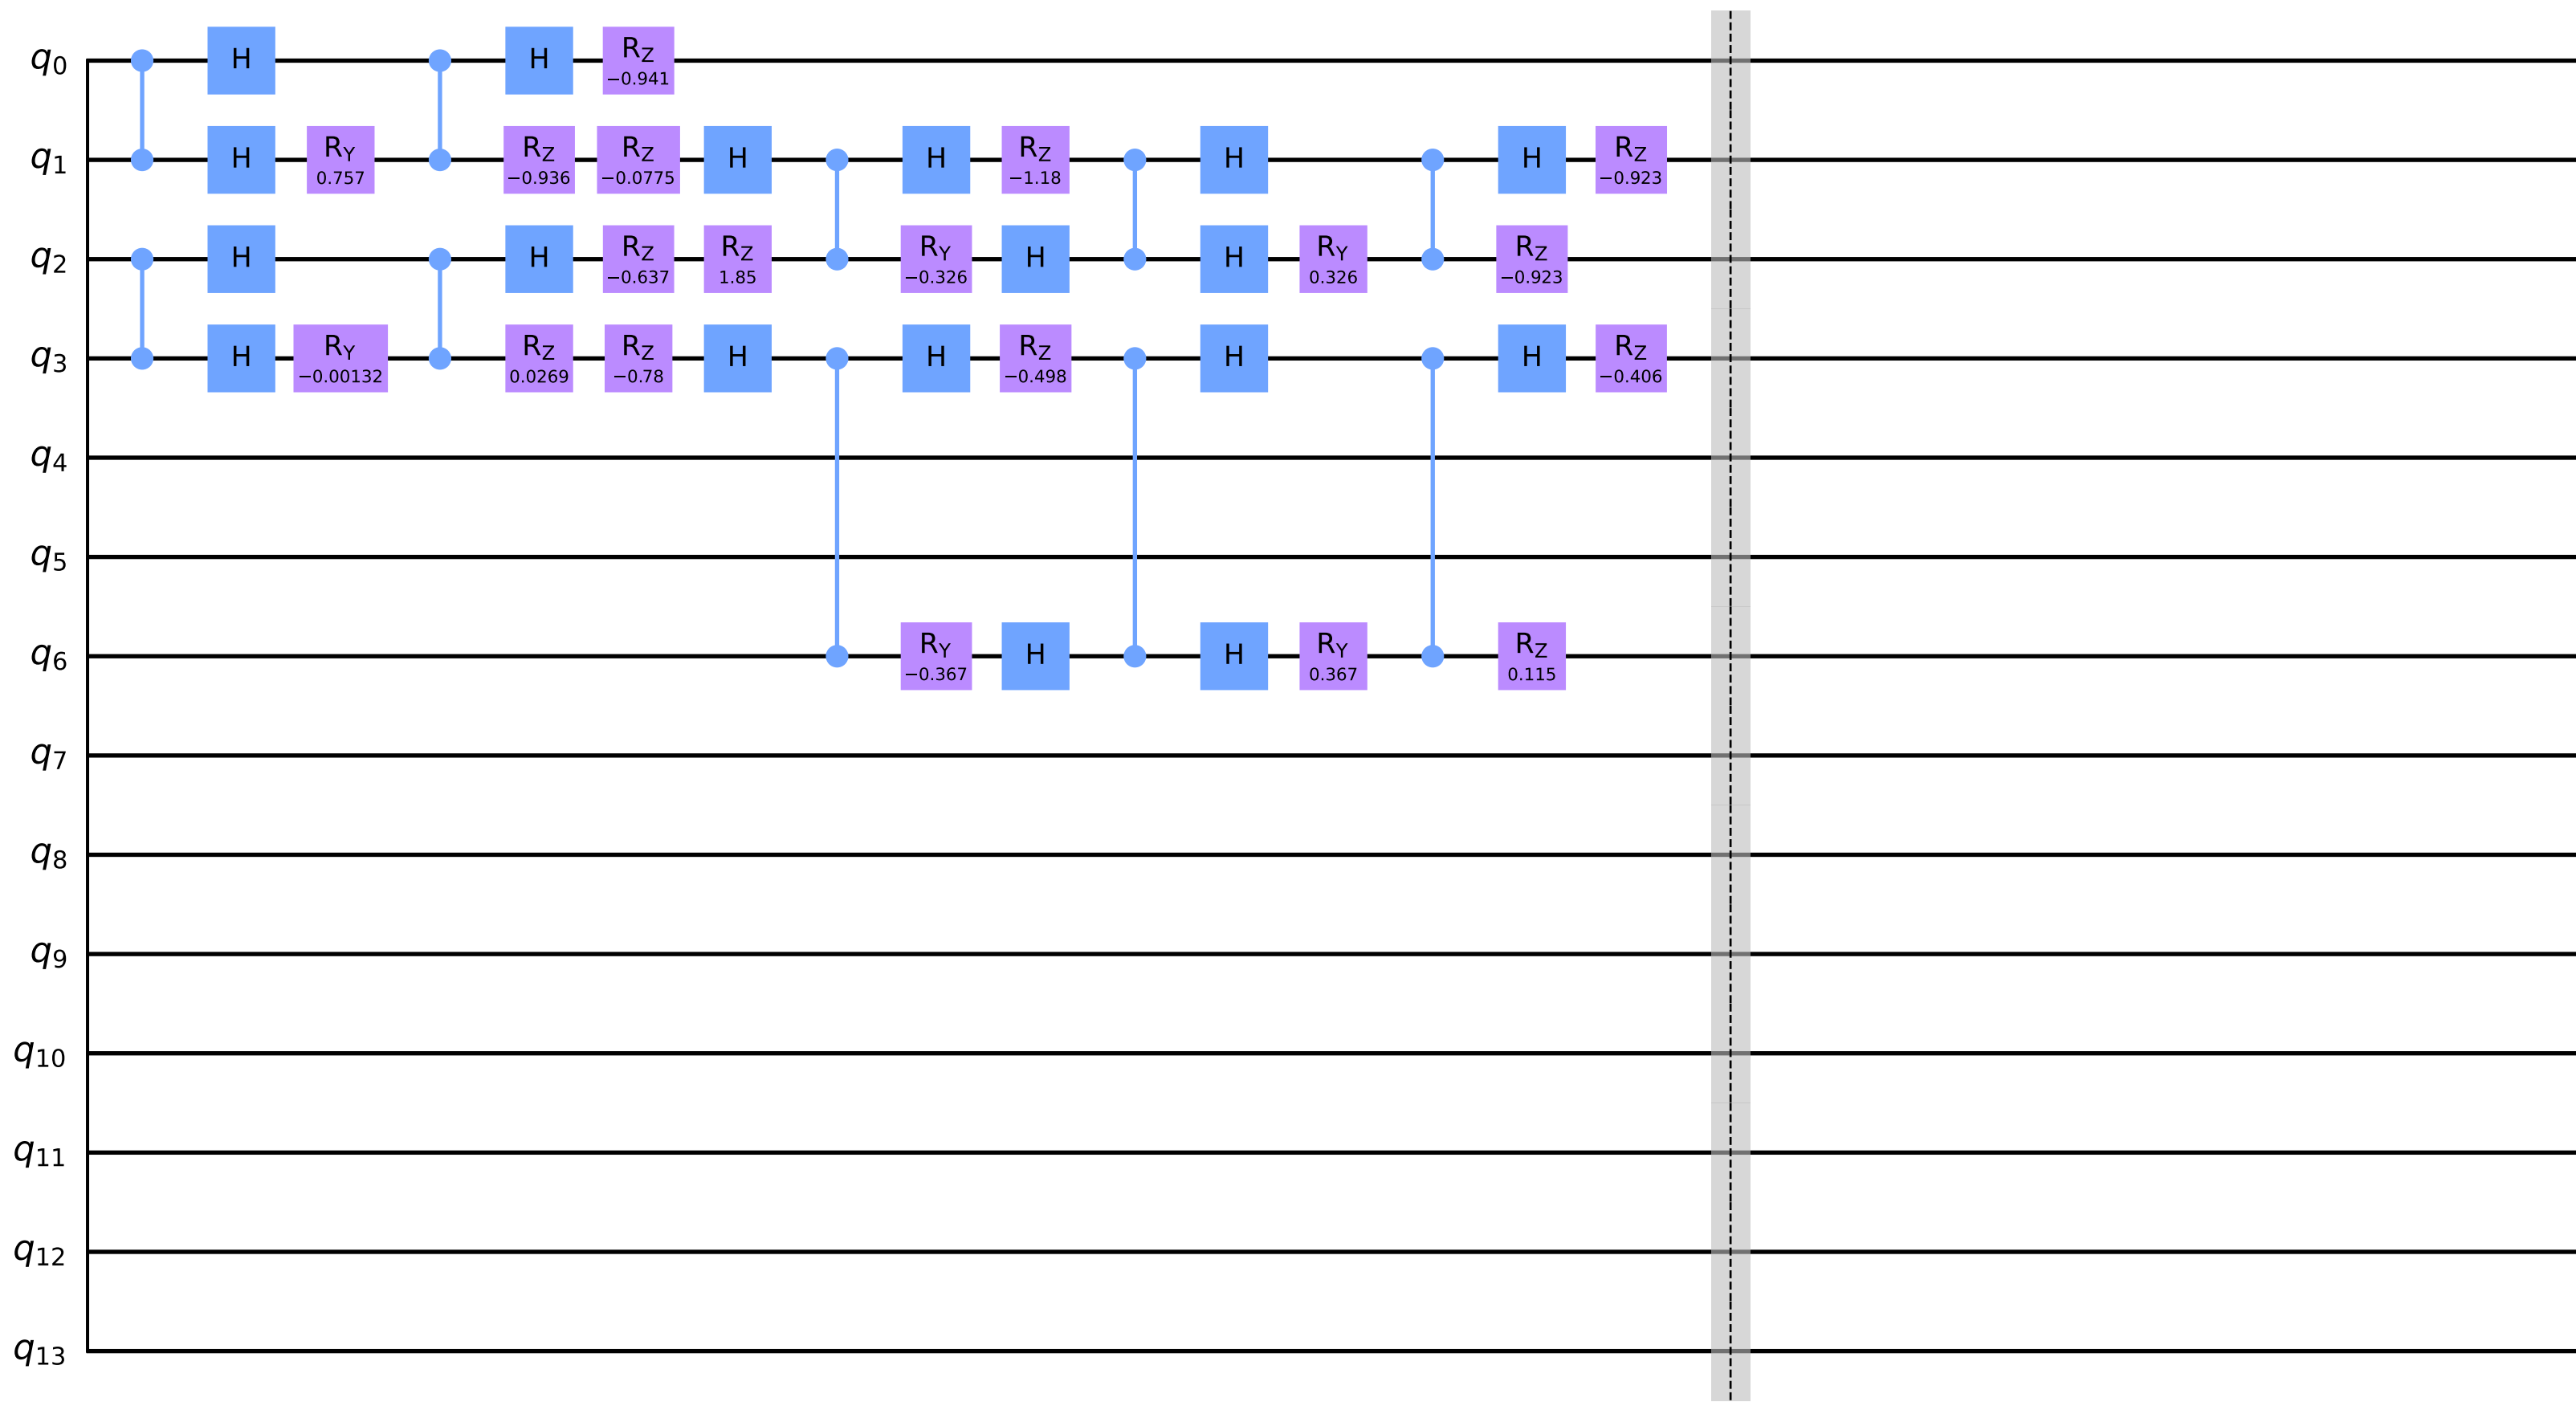 q0 H H RZ −0.941
q1 H RY 0.757 RZ −0.936 RZ −0.0775 H H RZ −1.18 H H RZ −0.923
q2 H H RZ −0.637 RZ 1.85 RY −0.326 H H RY 0.326 RZ −0.923
q3 H RY −0.00132 RZ 0.0269 RZ −0.78 H H RZ −0.498 H H RZ −0.406
q4
q5
q6 RY −0.367 H H RY 0.367 RZ 0.115
q7
q8
q9
q10
q11
q12
q13